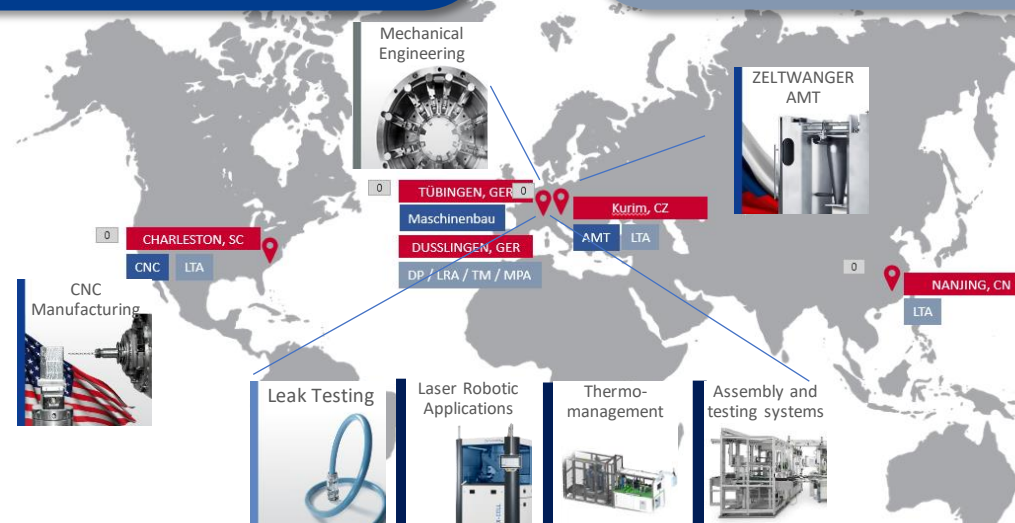 Mechanical
Engineering
ZELTWANGER
AMT
0
TÜBINGEN, GER
0
Maschinenbau
Kurim, CZ
AMT
LTA
DUSSLINGEN, GER
DP / LRA / TM / MPA
0
CHARLESTON, SC
CNC
LTA
CNC
Manufacturing
0
NANJING, CN
LTA
Leak Testing
Laser Robotic
Applications
Thermo-
management
Assembly and
testing systems